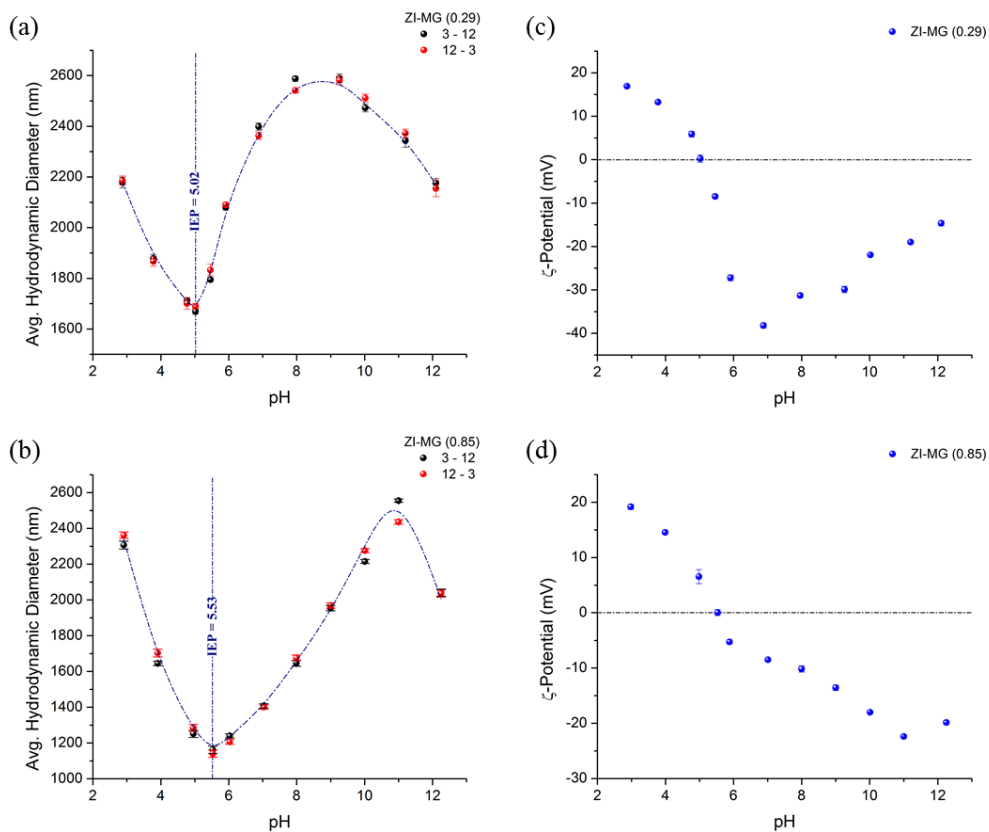 (a)
ZI-MG (0.29)
3 - 12
12 - 3
2600
2400
2200
2000
1800
1600
Avg. Hydrodynamic Diameter (nm)
IEP = 5.02
2 4 6 8 10 12
pH
(c)
ZI-MG (0.29)
20
10
0
-10
-20
-30
-40
ζ-Potential (mV)
2 4 6 8 10 12
pH
(b)
ZI-MG (0.85)
3 - 12
12 - 3
2600
2400
2200
2000
1800
1600
1400
1200
1000
Avg. Hydrodynamic Diameter (nm)
IEP = 5.53
2 4 6 8 10 12
pH
(d)
ZI-MG (0.85)
20
10
0
-10
-20
-30
ζ-Potential (mV)
2 4 6 8 10 12
pH